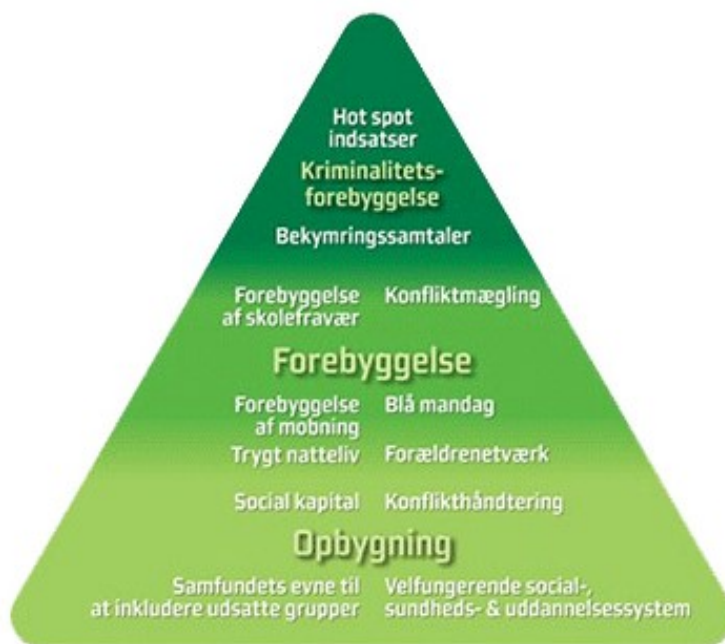 Hot spot
indsatser
Kriminalitets-
forebyggelse
Bekymringssamtaler
Forebyggelse
af skolefravær
Konfliktmægling
Forebyggelse
Forebyggelse
af mobning
Blå mandag
Trygt natteliv
Forældrenetværk
Social kapital
Konflikthåndtering
Opbygning
Samfundets evne til
at inkludere udsatte grupper
Velfungerende social-,
sundheds- & uddannelsessystem